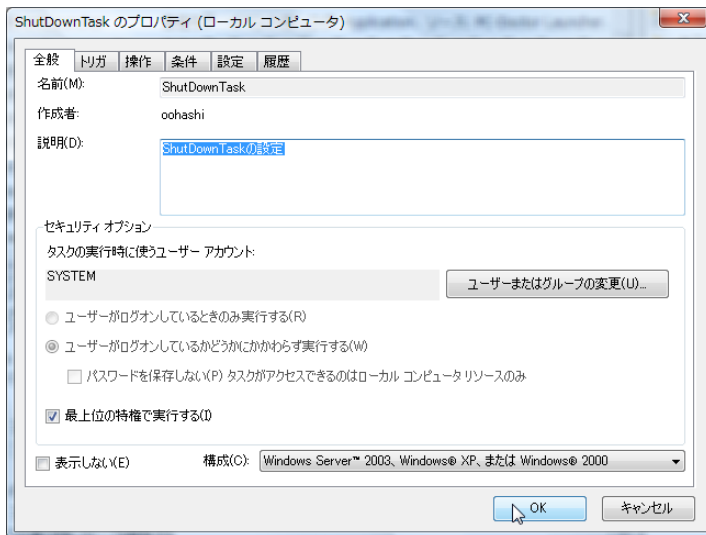 ShutDownTask のプロパティ (ローカル コンピュータ)
全般 トリガ 操作 条件 設定 履歴
名前(M): ShutDownTask
作成者: oohashi
説明(D): ShutDownTaskの設定
セキュリティ オプション
タスクの実行時に使うユーザー アカウント:
SYSTEM ユーザーまたはグループの変更(U)...
ユーザーがログオンしているときのみ実行する(R)
ユーザーがログオンしているかどうかにかかわらず実行する(W)
パスワードを保存しない(P) タスクがアクセスできるのはローカル コンピュータ リソースのみ
最上位の特権で実行する(I)
表示しない(E) 構成(C): Windows Server™ 2003、Windows® XP、または Windows® 2000
OK キャンセル